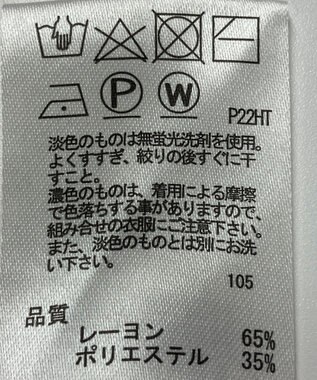 P W P22HT
淡色のものは無蛍光洗剤を使用。
よくすすぎ、絞りの後すぐに干
すこと。
濃色のものは、着用による摩擦
で色落ちする事がありますので、
組み合せの衣服にご注意下さい。
また、淡色のものとは別にお洗
い下さい。
105
品質
レーヨン 65%
ポリエステル 35%